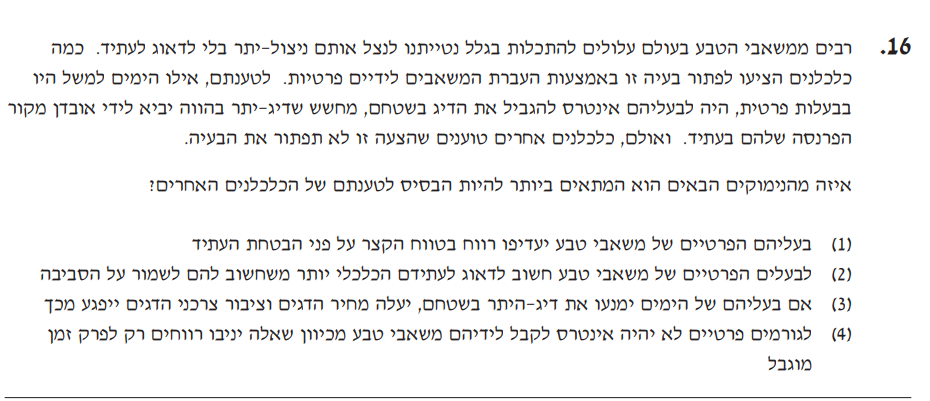 16. רבים ממשאבי הטבע בעולם עלולים להתכלות בגלל נטייתנו לנצל אותם ניצול-יתר בלי לדאוג לעתיד. כמה
כלכלנים הציעו לפתור בעיה זו באמצעות העברת המשאבים לידיים פרטיות. לטענתם, אילו הימים למשל היו
בבעלות פרטית, היה לבעליהם אינטרס להגביל את הדיג בשטחם, מחשש שדיג-יתר בהווה יביא לידי אובדן מקור
הפרנסה שלהם בעתיד. ואולם, כלכלנים אחרים טוענים שהצעה זו לא תפתור את הבעיה.
איזה מהנימוקים הבאים הוא המתאים ביותר להיות הבסיס לטענתם של הכלכלנים האחרים?
(1) בעליהם הפרטיים של משאבי טבע יעדיפו רווח בטווח הקצר על פני הבטחת העתיד
(2) לבעלים הפרטיים של משאבי טבע חשוב לדאוג לעתידם הכלכלי יותר משחשוב להם לשמור על הסביבה
(3) אם בעליהם של הימים ימנעו את דיג-היתר בשטחם, יעלה מחיר הדגים וציבור צרכני הדגים ייפגע מכך
(4) לגורמים פרטיים לא יהיה אינטרס לקבל לידיהם משאבי טבע מכיוון שאלה יניבו רווחים רק לפרק זמן
מוגבל